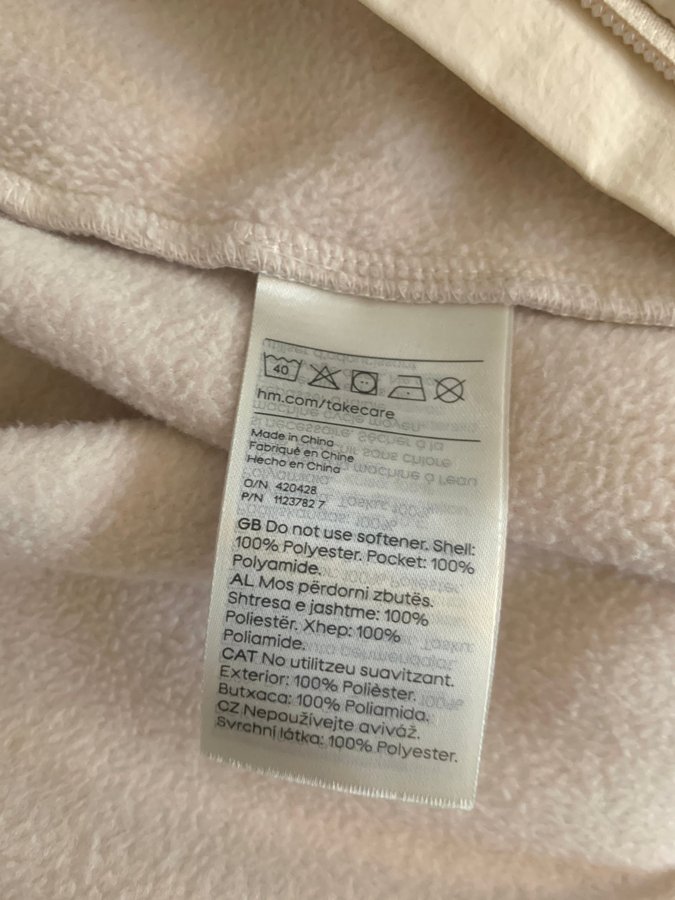 40
hm.com/takecare
Made in China
Fabriqué en Chine
Hecho en China
O/N 420428
P/N 1123782 7
GB Do not use softener. Shell:
100% Polyester. Pocket: 100%
Polyamide.
AL Mos përdorni zbutës.
Shtresa e jashtme: 100%
Poliestër. Xhep: 100%
Poliamide.
CAT No utilitzeu suavitzant.
Exterior: 100% Polièster.
Butxaca: 100% Poliamida.
CZ Nepoužívejte aviváž.
Svrchní látka: 100% Polyester.